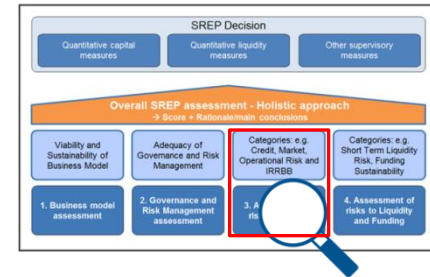 SREP Decision
Quantitative capital
measures
Quantitative liquidity
measures
Other supervisory
measures
Overall SREP assessment - Holistic approach
→ Score + Rationale/main conclusions
Viability and
Sustainability of
Business Model
Adequacy of
Governance and Risk
Management
Categories: e.g.
Credit, Market,
Operational Risk and
IRRBB
Categories: e.g.
Short Term Liquidity
Risk, Funding
Sustainability
1. Business model
assessment
2. Governance and
Risk Management
assessment
3. A
ris
4. Assessment of
risks to Liquidity
and Funding